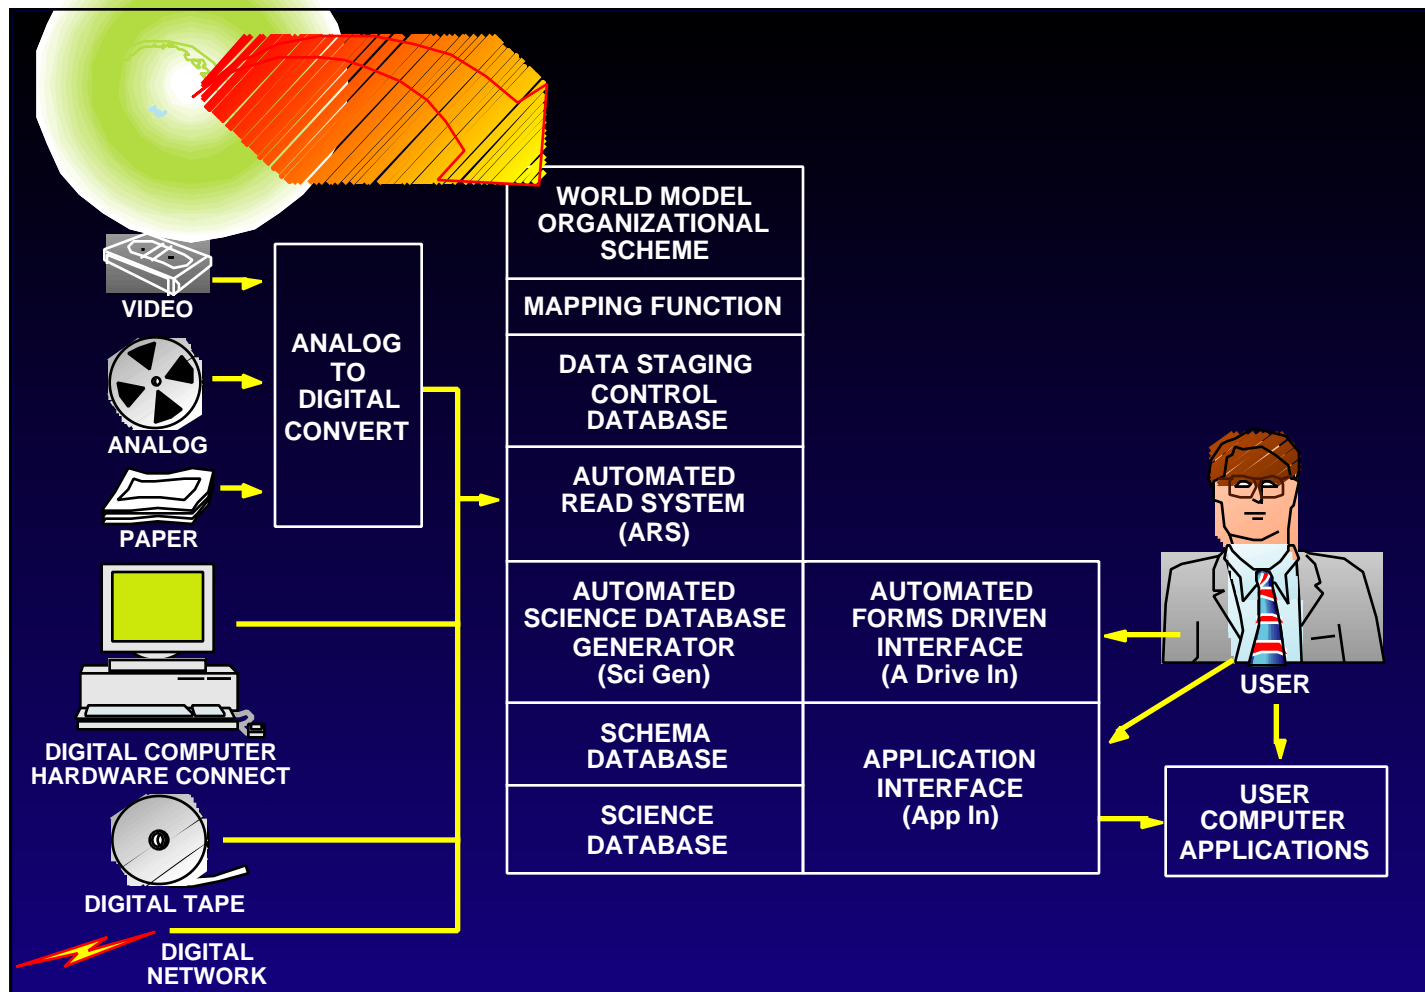 WORLD MODEL
ORGANIZATIONAL
SCHEME
MAPPING FUNCTION
DATA STAGING
CONTROL
DATABASE
AUTOMATED
READ SYSTEM
(ARS)
AUTOMATED
SCIENCE DATABASE
GENERATOR
(Sci Gen)
SCHEMA
DATABASE
SCIENCE
DATABASE
AUTOMATED
FORMS DRIVEN
INTERFACE
(A Drive In)
APPLICATION
INTERFACE
(App In)
VIDEO
ANALOG
PAPER
ANALOG
TO
DIGITAL
CONVERT
DIGITAL COMPUTER
HARDWARE CONNECT
DIGITAL TAPE
DIGITAL
NETWORK
USER
USER
COMPUTER
APPLICATIONS